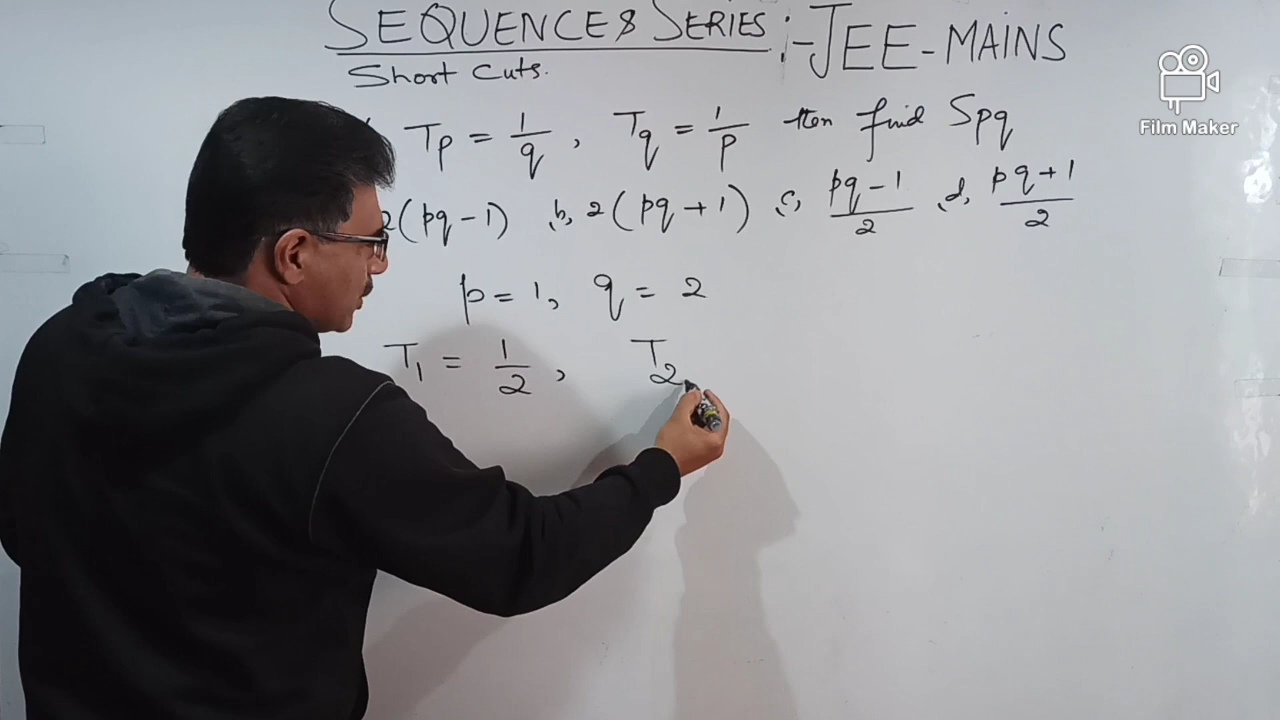 SEQUENCE & SERIES :- JEE-MAINS
Short Cuts.
Tp = 1/q , Tq = 1/p then find Spq
2(pq-1) b, 2(pq+1) c, pq-1/2 d, pq+1/2
p = 1, q = 2
T1 = 1/2 , T2
Film Maker